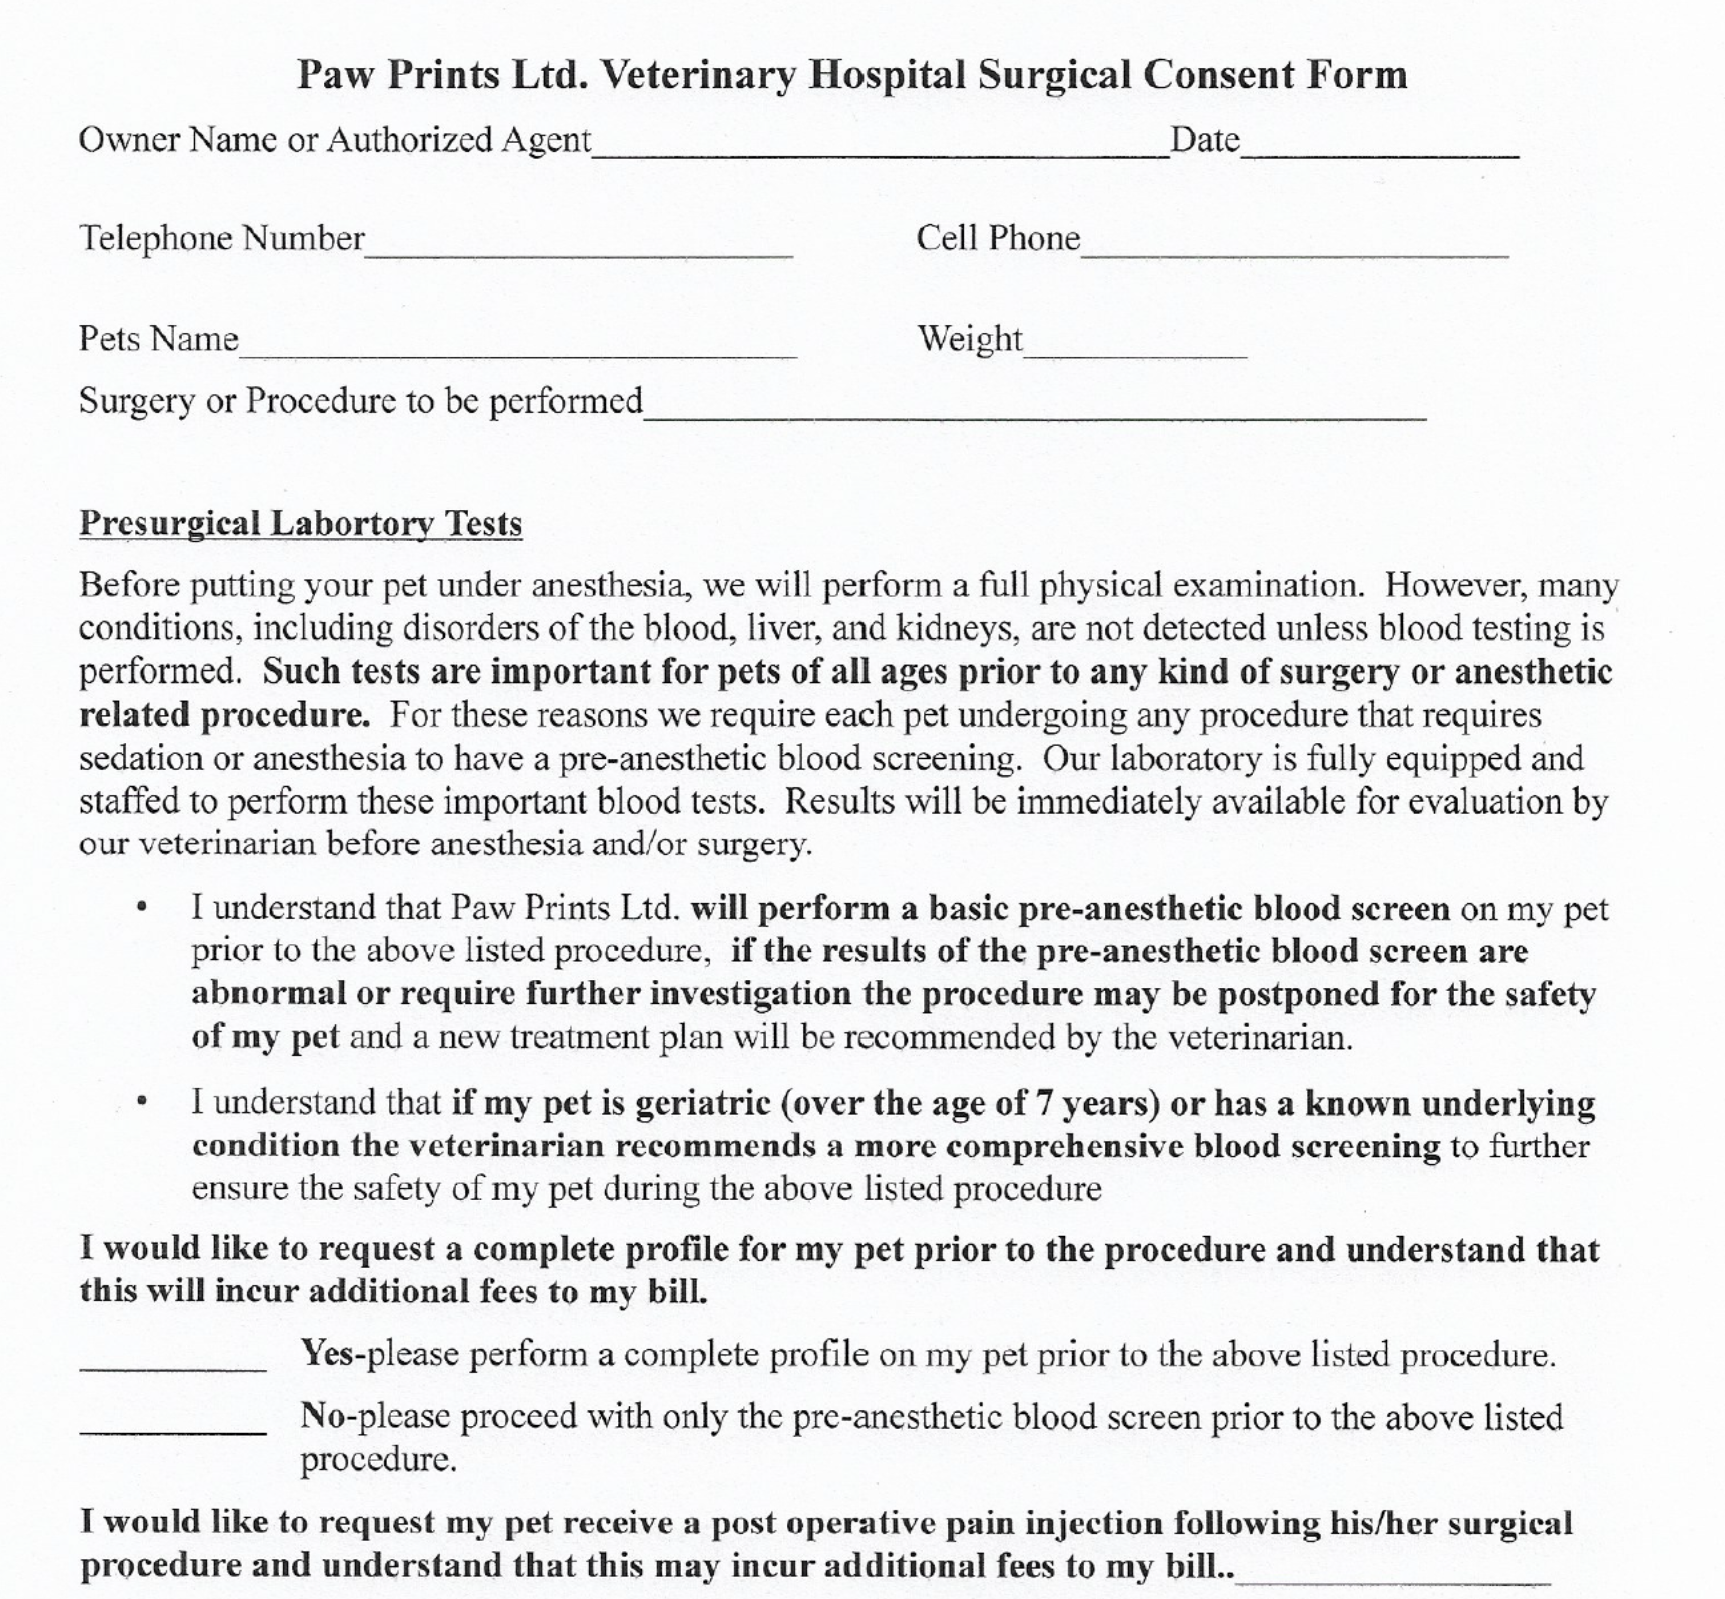 Paw Prints Ltd. Veterinary Hospital Surgical Consent Form
Owner Name or Authorized Agent____________________Date__________
Telephone Number_______________ Cell Phone_______________
Pets Name____________________ Weight________
Surgery or Procedure to be performed____________________________
Presurgical Labortory Tests
Before putting your pet under anesthesia, we will perform a full physical examination. However, many
conditions, including disorders of the blood, liver, and kidneys, are not detected unless blood testing is
performed. Such tests are important for pets of all ages prior to any kind of surgery or anesthetic
related procedure. For these reasons we require each pet undergoing any procedure that requires
sedation or anesthesia to have a pre-anesthetic blood screening. Our laboratory is fully equipped and
staffed to perform these important blood tests. Results will be immediately available for evaluation by
our veterinarian before anesthesia and/or surgery.
• I understand that Paw Prints Ltd. will perform a basic pre-anesthetic blood screen on my pet
prior to the above listed procedure, if the results of the pre-anesthetic blood screen are
abnormal or require further investigation the procedure may be postponed for the safety
of my pet and a new treatment plan will be recommended by the veterinarian.
• I understand that if my pet is geriatric (over the age of 7 years) or has a known underlying
condition the veterinarian recommends a more comprehensive blood screening to further
ensure the safety of my pet during the above listed procedure
I would like to request a complete profile for my pet prior to the procedure and understand that
this will incur additional fees to my bill.
_______ Yes-please perform a complete profile on my pet prior to the above listed procedure.
_______ No-please proceed with only the pre-anesthetic blood screen prior to the above listed
procedure.
I would like to request my pet receive a post operative pain injection following his/her surgical
procedure and understand that this may incur additional fees to my bill..___________